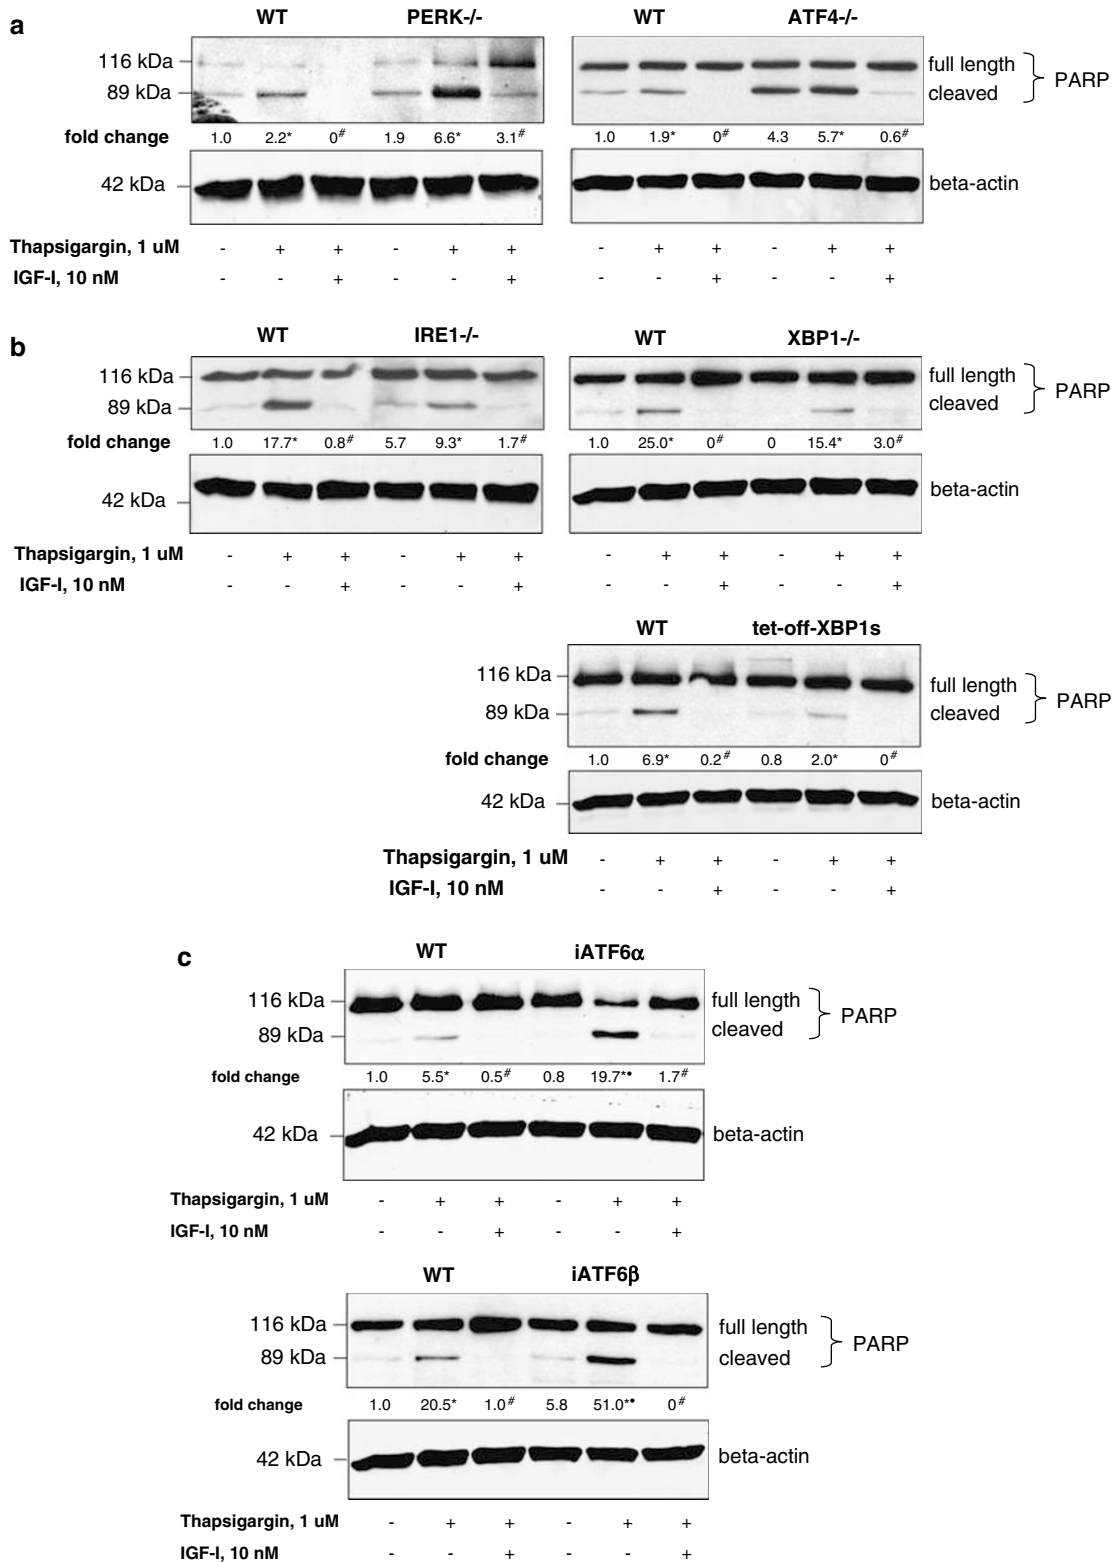 a
WT PERK-/- WT ATF4-/-
116 kDa full length
89 kDa cleaved PARP
fold change 1.0 2.2* 0# 1.9 6.6* 3.1# 1.0 1.9* 0# 4.3 5.7* 0.6#
42 kDa beta-actin
Thapsigargin, 1 uM - + + - + + - + + - + +
IGF-I, 10 nM - - + - - + - - + - - +
b
WT IRE1-/- WT XBP1-/-
116 kDa full length
89 kDa cleaved PARP
fold change 1.0 17.7* 0.8# 5.7 9.3* 1.7# 1.0 25.0* 0# 0 15.4* 3.0#
42 kDa beta-actin
Thapsigargin, 1 uM - + + - + + - + + - + +
IGF-I, 10 nM - - + - - + - - + - - +
WT tet-off-XBP1s
116 kDa full length
89 kDa cleaved PARP
fold change 1.0 6.9* 0.2# 0.8 2.0* 0#
42 kDa beta-actin
Thapsigargin, 1 uM - + + - + +
IGF-I, 10 nM - - + - - +
c
WT iATF6α
116 kDa full length
89 kDa cleaved PARP
fold change 1.0 5.5* 0.5# 0.8 19.7*• 1.7#
42 kDa beta-actin
Thapsigargin, 1 uM - + + - + +
IGF-I, 10 nM - - + - - +
WT iATF6β
116 kDa full length
89 kDa cleaved PARP
fold change 1.0 20.5* 1.0# 5.8 51.0*• 0#
42 kDa beta-actin
Thapsigargin, 1 uM - + + - + +
IGF-I, 10 nM - - + - - +